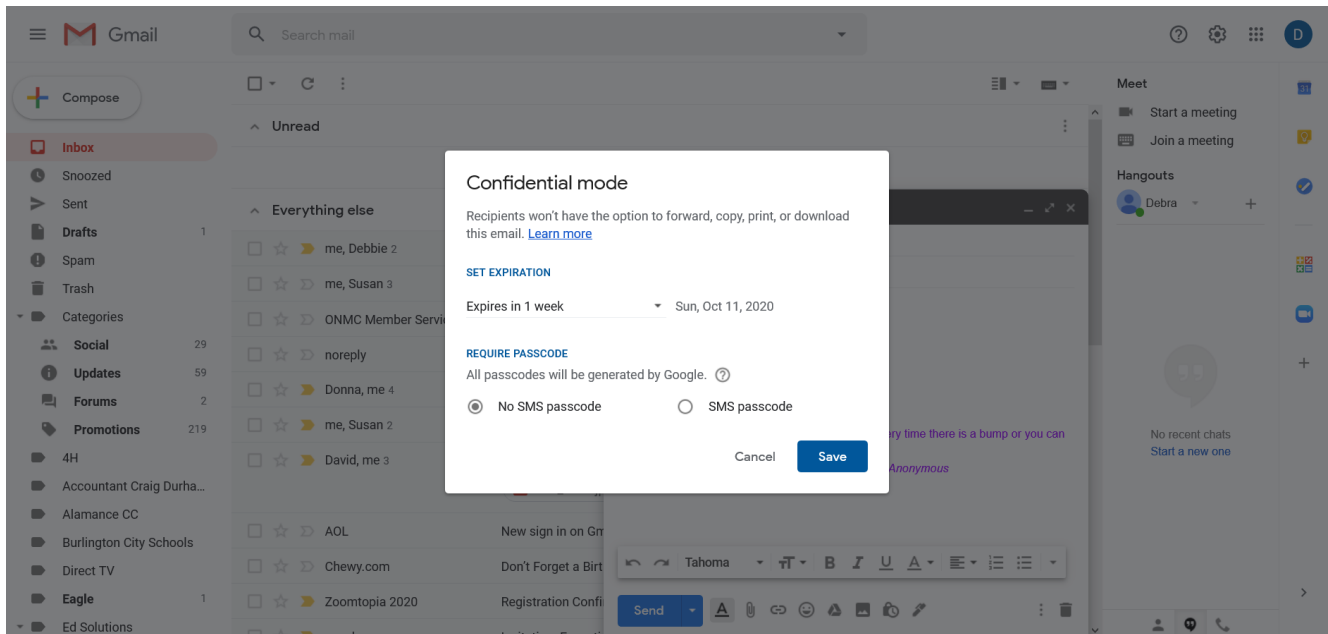 Gmail
Search mail
D
Compose
Inbox
Snoozed
Sent
Drafts 1
Spam
Trash
Categories
Social 29
Updates 59
Forums 2
Promotions 219
4H
Accountant Craig Durha...
Alamance CC
Burlington City Schools
Direct TV
Eagle 1
Ed Solutions
Unread
Everything else
me, Debbie 2
me, Susan 3
ONMC Member Servi
noreply
Donna, me 4
me, Susan 2
David, me 3
AOL New sign in on Gm
Chewy.com Don't Forget a Birt
Zoomtopia 2020 Registration Confi
Confidential mode
Recipients won't have the option to forward, copy, print, or download
this email. Learn more
SET EXPIRATION
Expires in 1 week Sun, Oct 11, 2020
REQUIRE PASSCODE
All passcodes will be generated by Google.
No SMS passcode SMS passcode
Cancel Save
ry time there is a bump or you can
Anonymous
Tahoma
Send
Meet
Start a meeting
Join a meeting
Hangouts
Debra
No recent chats
Start a new one
31